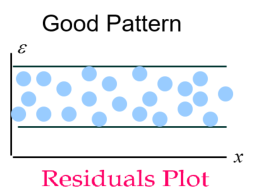 Good Pattern
ε
x
Residuals Plot